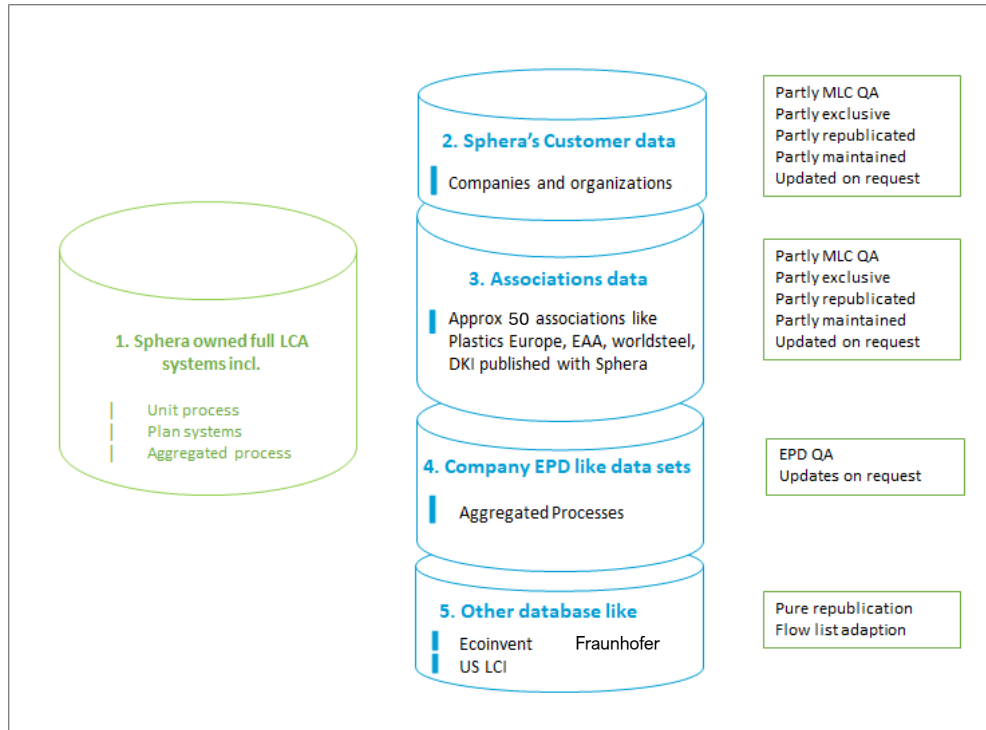 1. Sphera owned full LCA
systems incl.
Unit process
Plan systems
Aggregated process
2. Sphera's Customer data
Companies and organizations
Partly MLC QA
Partly exclusive
Partly republicated
Partly maintained
Updated on request
3. Associations data
Approx 50 associations like
Plastics Europe, EAA, worldsteel,
DKI published with Sphera
Partly MLC QA
Partly exclusive
Partly republicated
Partly maintained
Updated on request
4. Company EPD like data sets
Aggregated Processes
EPD QA
Updates on request
5. Other database like
Ecoinvent Fraunhofer
US LCI
Pure republication
Flow list adaption